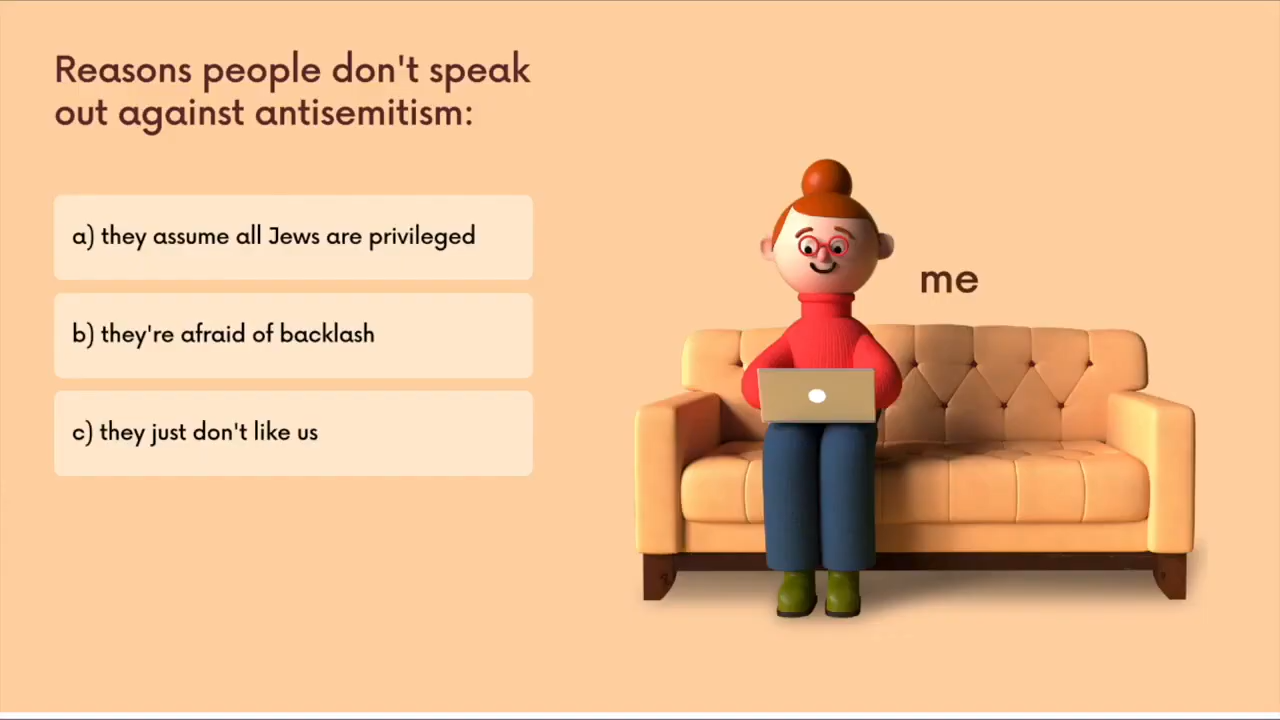 Reasons people don't speak
out against antisemitism:
a) they assume all Jews are privileged
b) they're afraid of backlash
c) they just don't like us
me